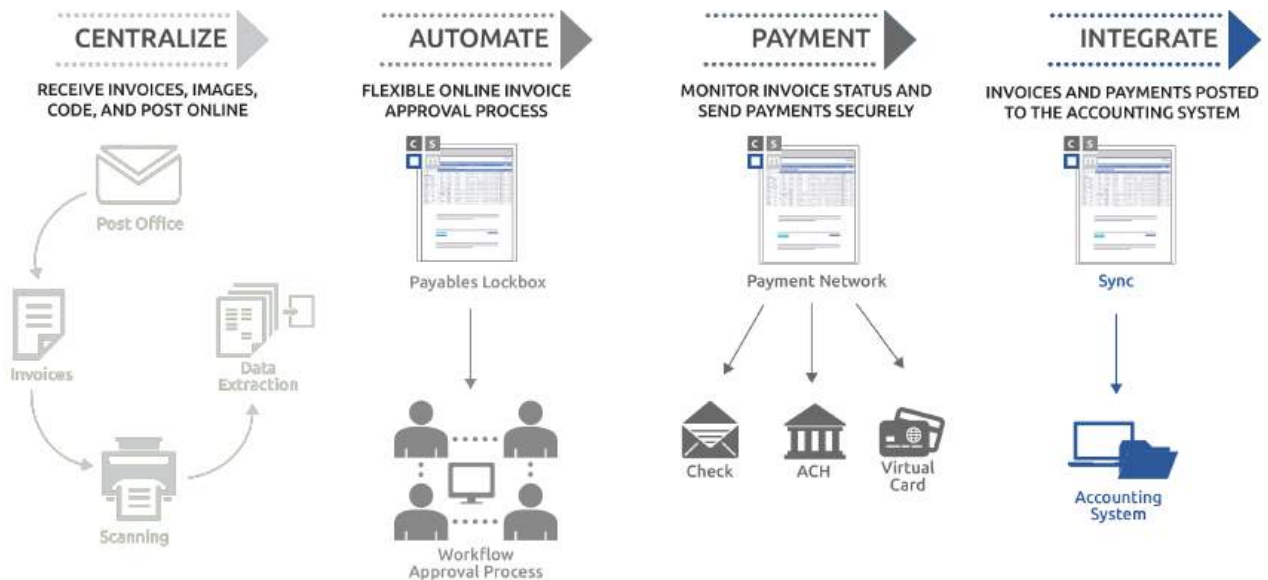 CENTRALIZE
RECEIVE INVOICES, IMAGES,
CODE, AND POST ONLINE
Post Office
Invoices
Data
Extraction
Scanning
AUTOMATE
FLEXIBLE ONLINE INVOICE
APPROVAL PROCESS
C S
m
Payables Lockbox
Workflow
Approval Process
PAYMENT
MONITOR INVOICE STATUS AND
SEND PAYMENTS SECURELY
C S
m
Payment Network
Check
ACH
Virtual
Card
INTEGRATE
INVOICES AND PAYMENTS POSTED
TO THE ACCOUNTING SYSTEM
C S
m
Sync
Accounting
System